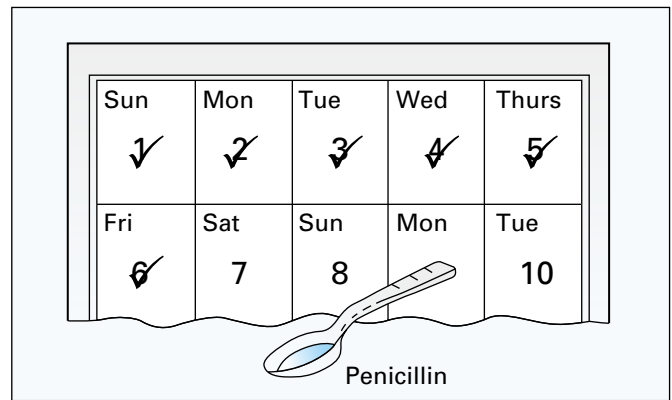 Sun Mon Tue Wed Thurs
1 2 3 4 5
Fri Sat Sun Mon Tue
6 7 8 10
Penicillin